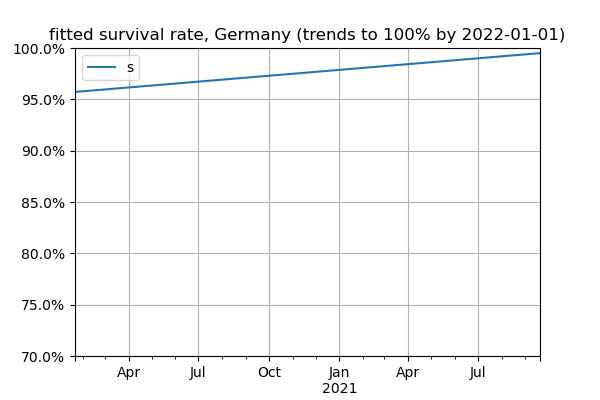 fitted survival rate, Germany (trends to 100% by 2022-01-01)
100.0%
s
95.0%
90.0%
85.0%
80.0%
75.0%
70.0%
Apr Jul Oct Jan Apr Jul
2021